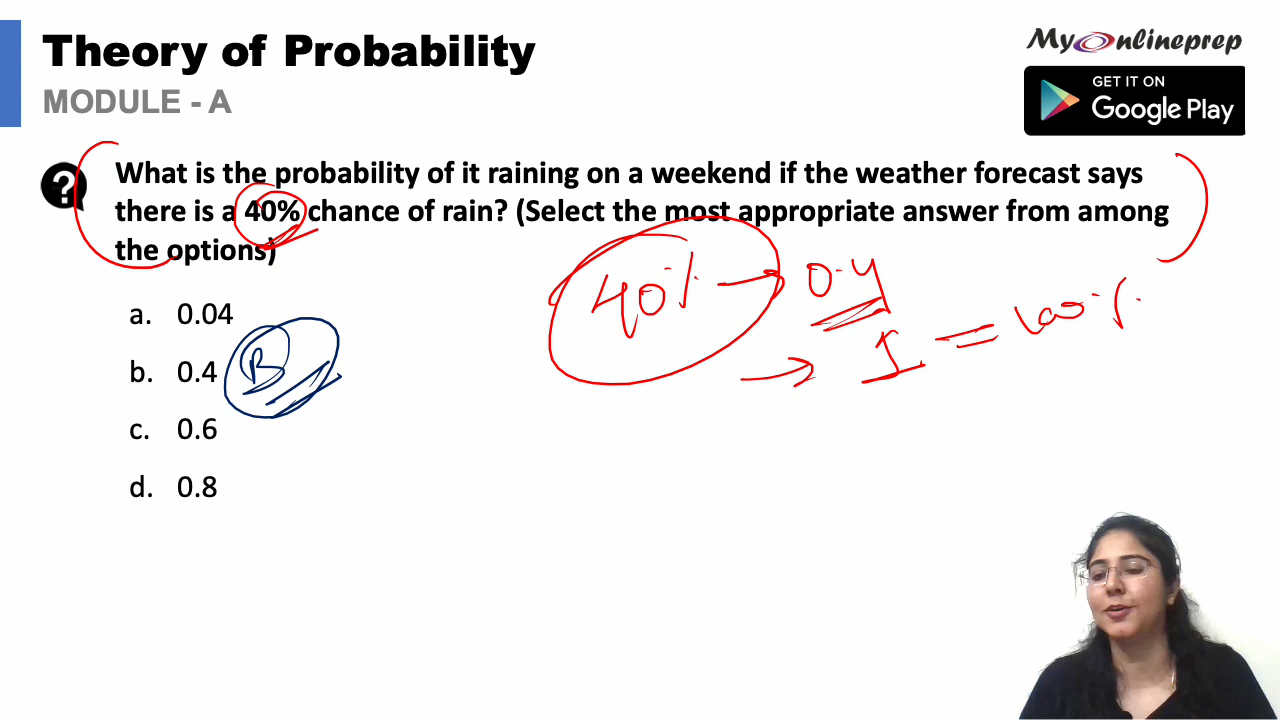 Theory of Probability
MODULE - A
MyOnlineprep
GET IT ON
Google Play
?
What is the probability of it raining on a weekend if the weather forecast says
there is a 40% chance of rain? (Select the most appropriate answer from among
the options)
40% → 0.4
→ 1 = 100%
a. 0.04
b. 0.4
B
c. 0.6
d. 0.8